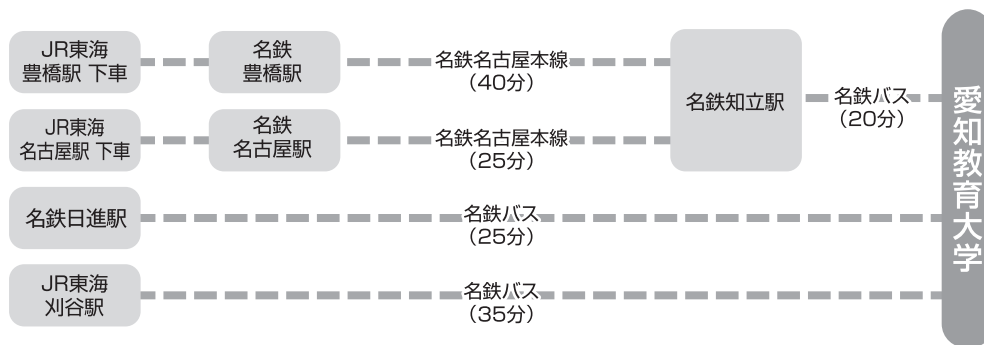 JR東海
豊橋駅 下車
名鉄
豊橋駅
名鉄名古屋本線
（40分）
JR東海
名古屋駅 下車
名鉄
名古屋駅
名鉄名古屋本線
（25分）
名鉄知立駅
名鉄バス
（20分）
名鉄日進駅
名鉄バス
（25分）
JR東海
刈谷駅
名鉄バス
（35分）
愛知教育大学